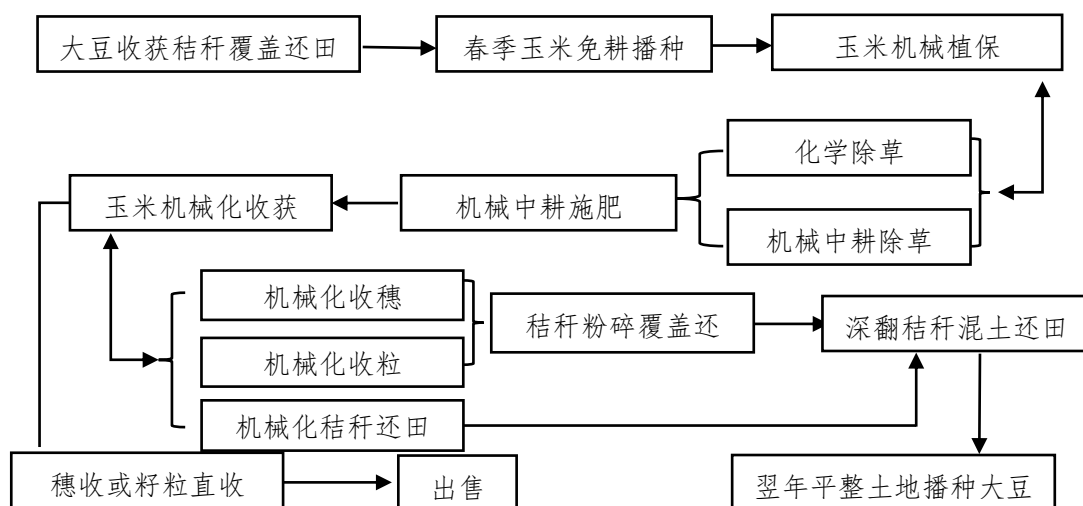 大豆收获秸秆覆盖还田
春季玉米免耕播种
玉米机械植保
化学除草
玉米机械化收获
机械中耕施肥
机械中耕除草
机械化收穗
秸秆粉碎覆盖还
深翻秸秆混土还田
机械化收粒
机械化秸秆还田
穗收或籽粒直收
出售
翌年平整土地播种大豆